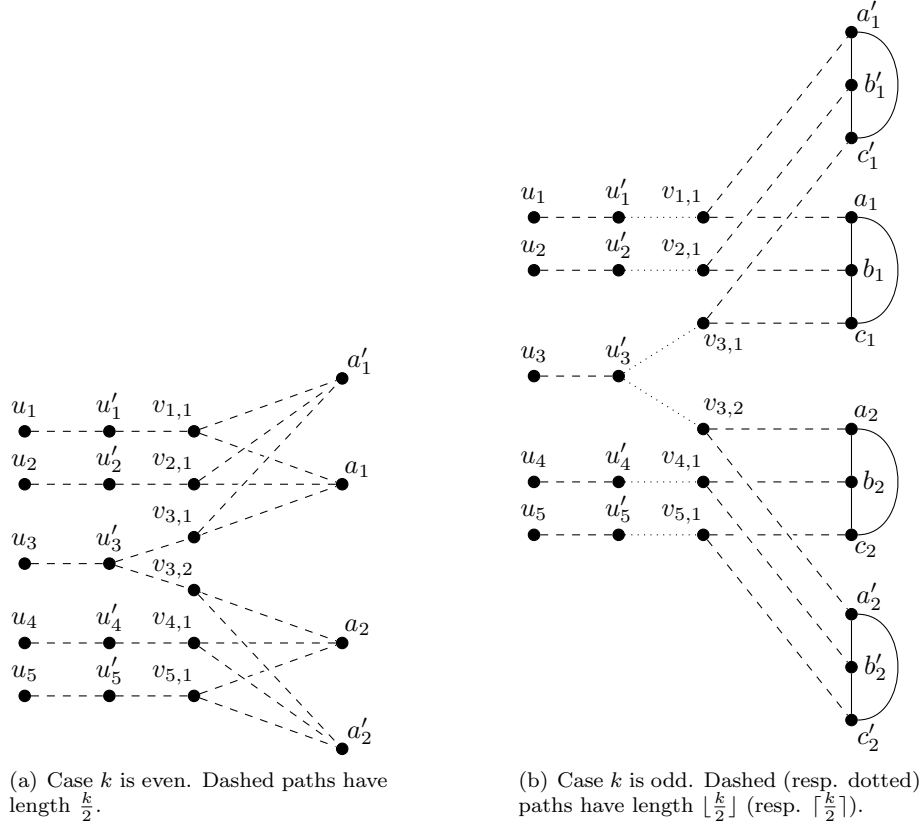 a′₁
b′₁
c′₁
u₁ u′₁ v₁,₁ a₁
u₂ u′₂ v₂,₁ b₁
v₃,₁ c₁
u₃ u′₃
v₃,₂ a₂
u₄ u′₄ v₄,₁ b₂
u₅ u′₅ v₅,₁ c₂
a′₂
b′₂
c′₂
a′₁
u₁ u′₁ v₁,₁
u₂ u′₂ v₂,₁ a₁
v₃,₁
u₃ u′₃ v₃,₂
u₄ u′₄ v₄,₁ a₂
u₅ u′₅ v₅,₁
a′₂
(a) Case k is even. Dashed paths have
length k/2.
(b) Case k is odd. Dashed (resp. dotted)
paths have length ⌊k/2⌋ (resp. ⌈k/2⌉).